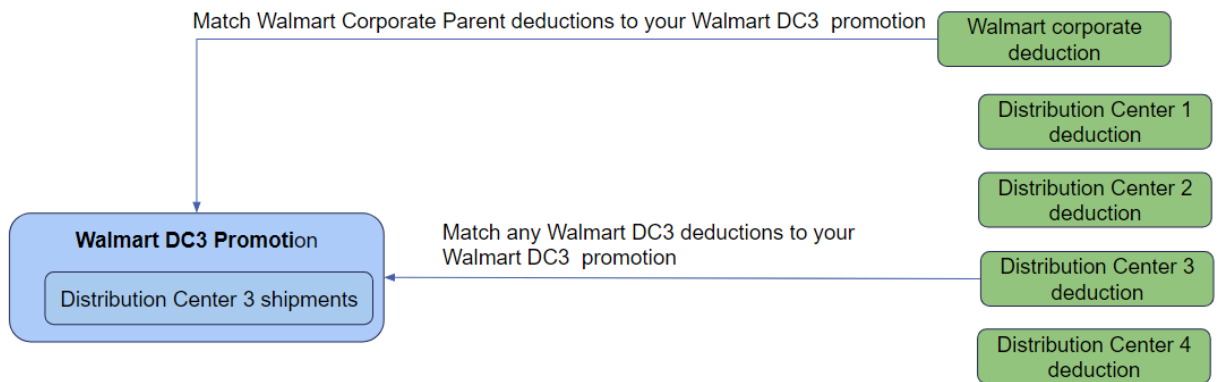 Match Walmart Corporate Parent deductions to your Walmart DC3  promotion
Walmart corporate
deduction
Distribution Center 1
deduction
Distribution Center 2
deduction
Walmart DC3 Promotion
Distribution Center 3 shipments
Match any Walmart DC3 deductions to your
Walmart DC3  promotion
Distribution Center 3
deduction
Distribution Center 4
deduction